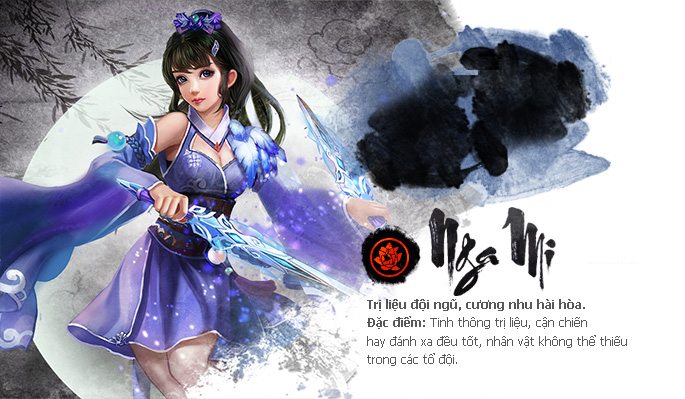 Nga Mi
Trị liệu đội ngũ, cương nhu hài hòa.
Đặc điểm: Tinh thông trị liệu, cận chiến
hay đánh xa đều tốt, nhân vật không thể thiếu
trong các tổ đội.